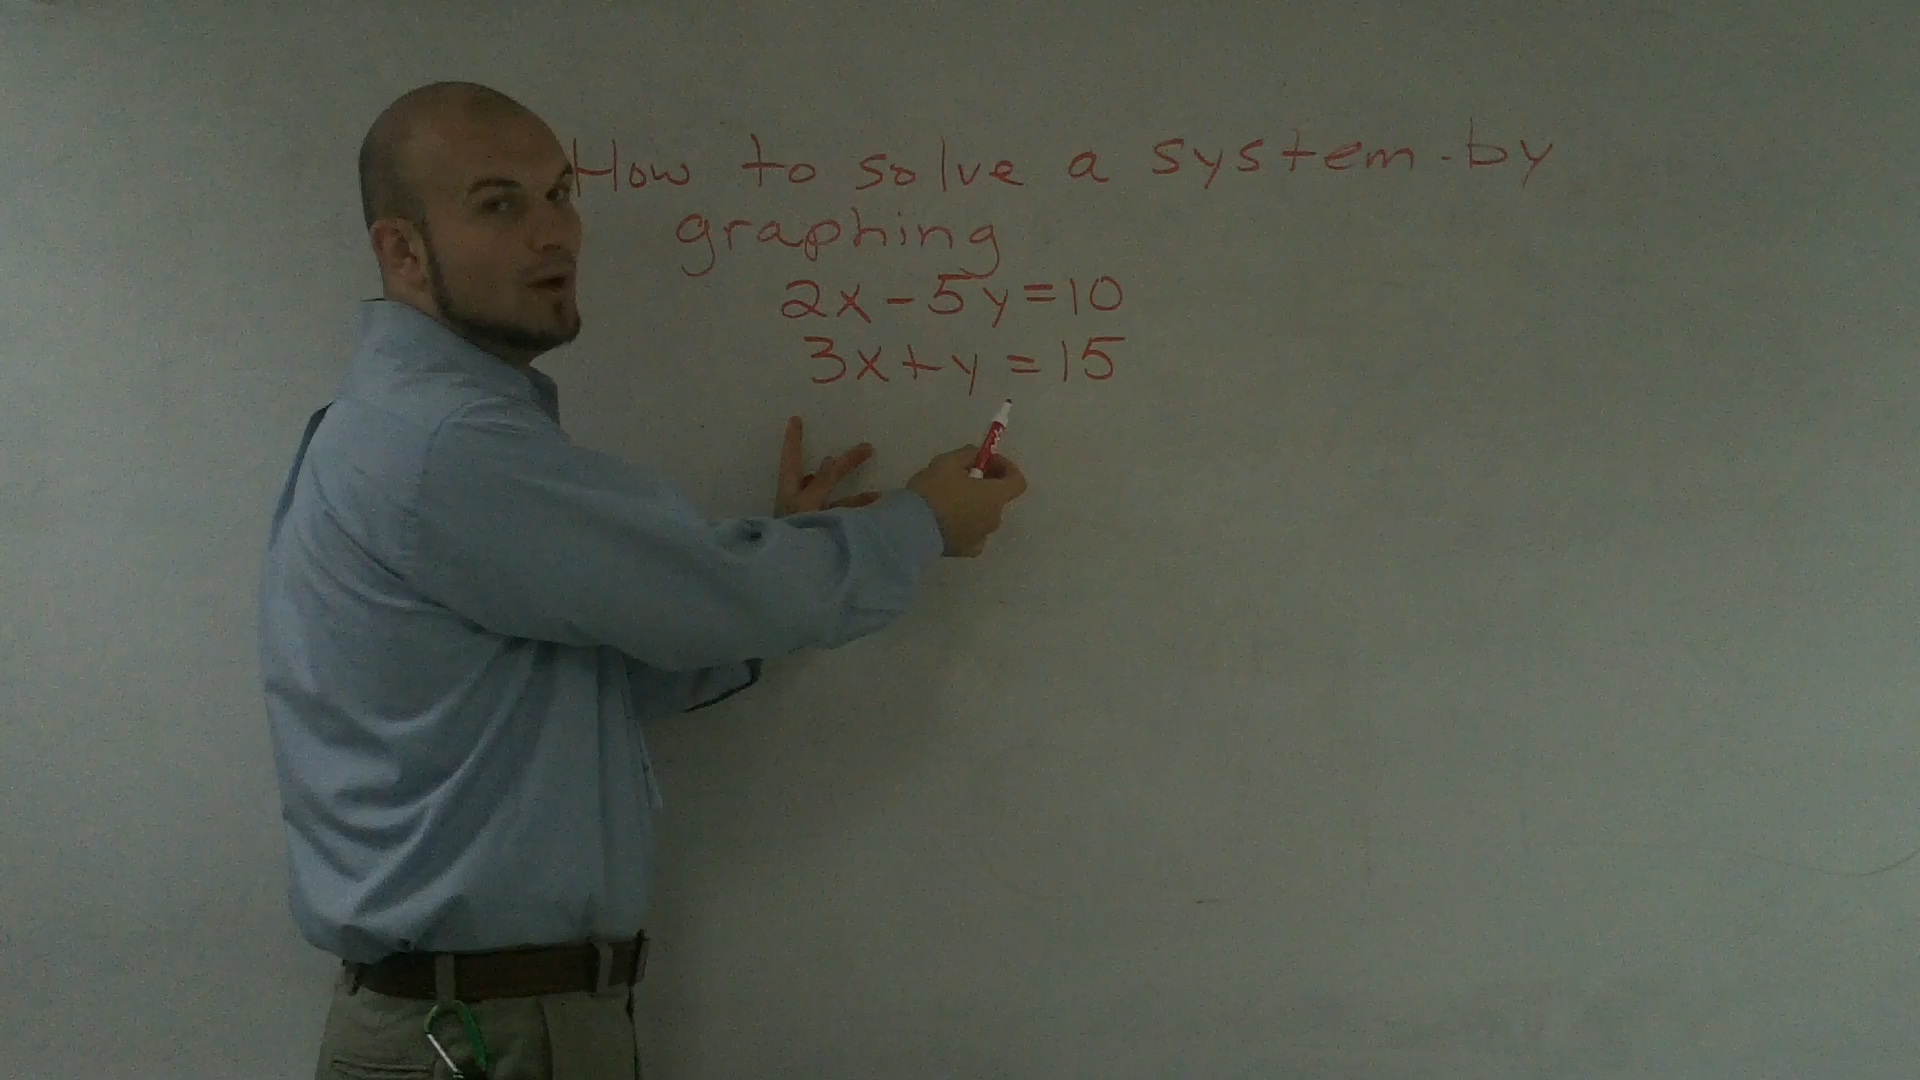 How to solve a system by
graphing
2x - 5y = 10
3x + y = 15